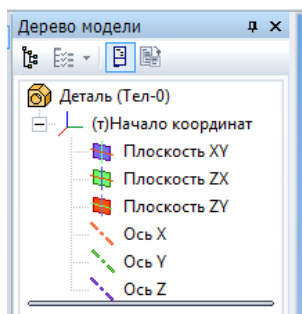 Дерево модели
Деталь (Тел-0)
(т)Начало координат
Плоскость XY
Плоскость ZX
Плоскость ZY
Ось X
Ось Y
Ось Z